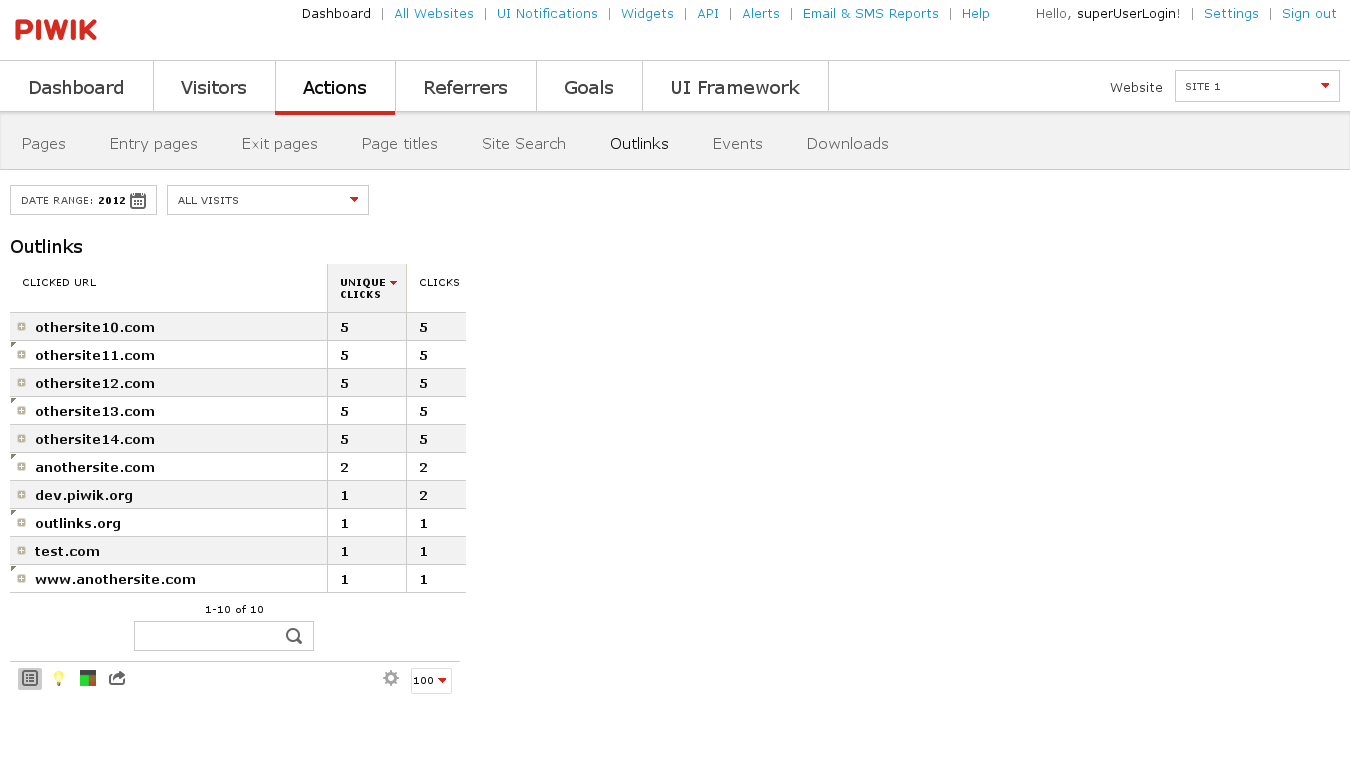 PIWIK
Dashboard | All Websites | UI Notifications | Widgets | API | Alerts | Email & SMS Reports | Help
Hello, superUserLogin! | Settings | Sign out
Dashboard Visitors Actions Referrers Goals UI Framework
Website SITE 1
Pages Entry pages Exit pages Page titles Site Search Outlinks Events Downloads
DATE RANGE: 2012 ALL VISITS
Outlinks
CLICKED URL UNIQUE CLICKS CLICKS
othersite10.com 5 5
othersite11.com 5 5
othersite12.com 5 5
othersite13.com 5 5
othersite14.com 5 5
anothersite.com 2 2
dev.piwik.org 1 2
outlinks.org 1 1
test.com 1 1
www.anothersite.com 1 1
1-10 of 10
100